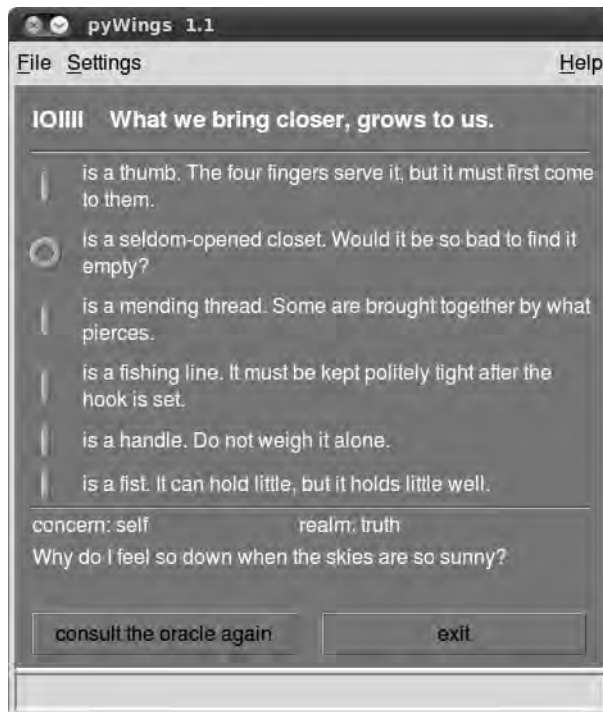 pyWings 1.1
File Settings Help
IOIIII What we bring closer, grows to us.
is a thumb. The four fingers serve it, but it must first come
to them.
is a seldom-opened closet. Would it be so bad to find it
empty?
is a mending thread. Some are brought together by what
pierces.
is a fishing line. It must be kept politely tight after the
hook is set.
is a handle. Do not weigh it alone.
is a fist. It can hold little, but it holds little well.
concern: self realm: truth
Why do I feel so down when the skies are so sunny?
consult the oracle again exit